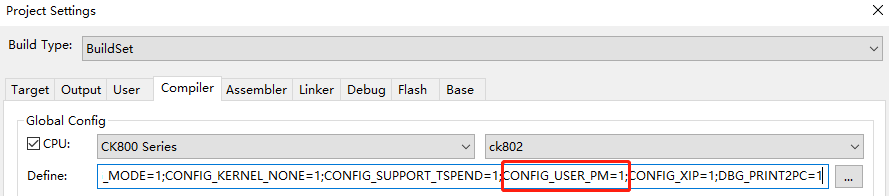 Project Settings
Build Type: BuildSet
Target Output User Compiler Assembler Linker Debug Flash Base
Global Config
CPU: CK800 Series ck802
Define: _MODE=1;CONFIG_KERNEL_NONE=1;CONFIG_SUPPORT_TSPEND=1;CONFIG_USER_PM=1;CONFIG_XIP=1;DBG_PRINT2PC=1 ...